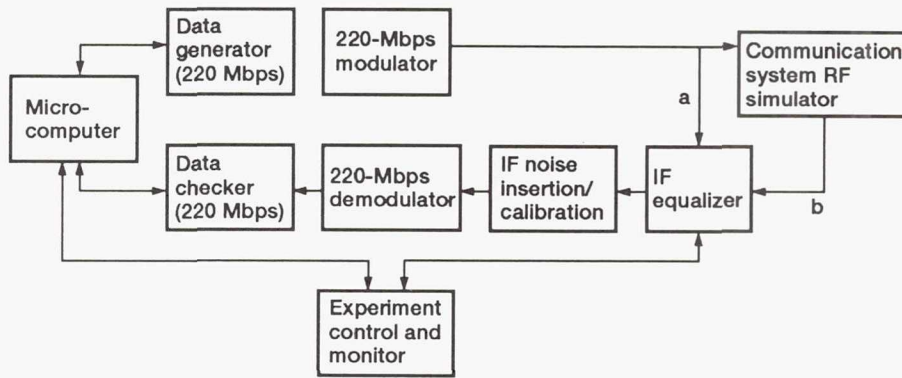 Data
generator
(220 Mbps)
220-Mbps
modulator
Communication
system RF
simulator
a
Micro-
computer
Data
checker
(220 Mbps)
220-Mbps
demodulator
IF noise
insertion/
calibration
IF
equalizer
b
Experiment
control and
monitor